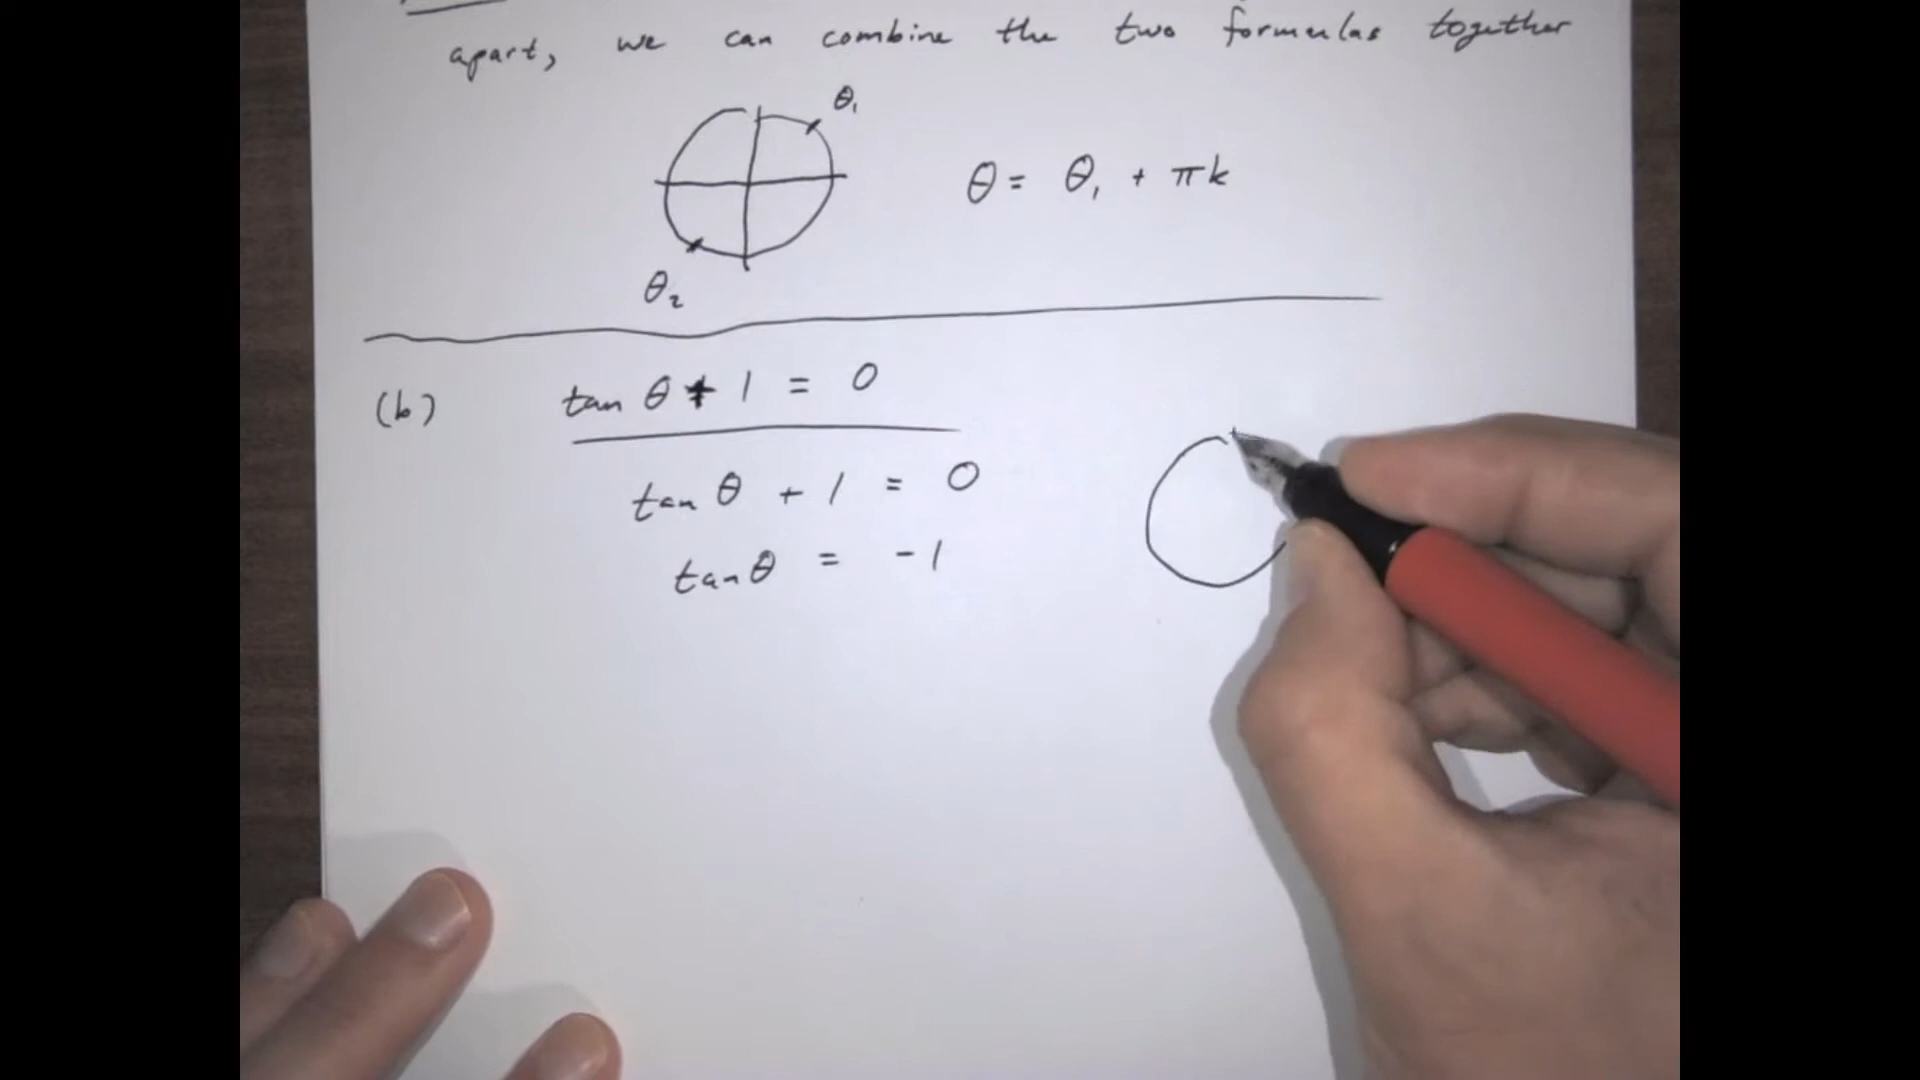 apart, we can combine the two formulas together
θ₁
θ = θ₁ + πk
θ₂
(b) tan θ + 1 = 0
tan θ + 1 = 0
tan θ = -1